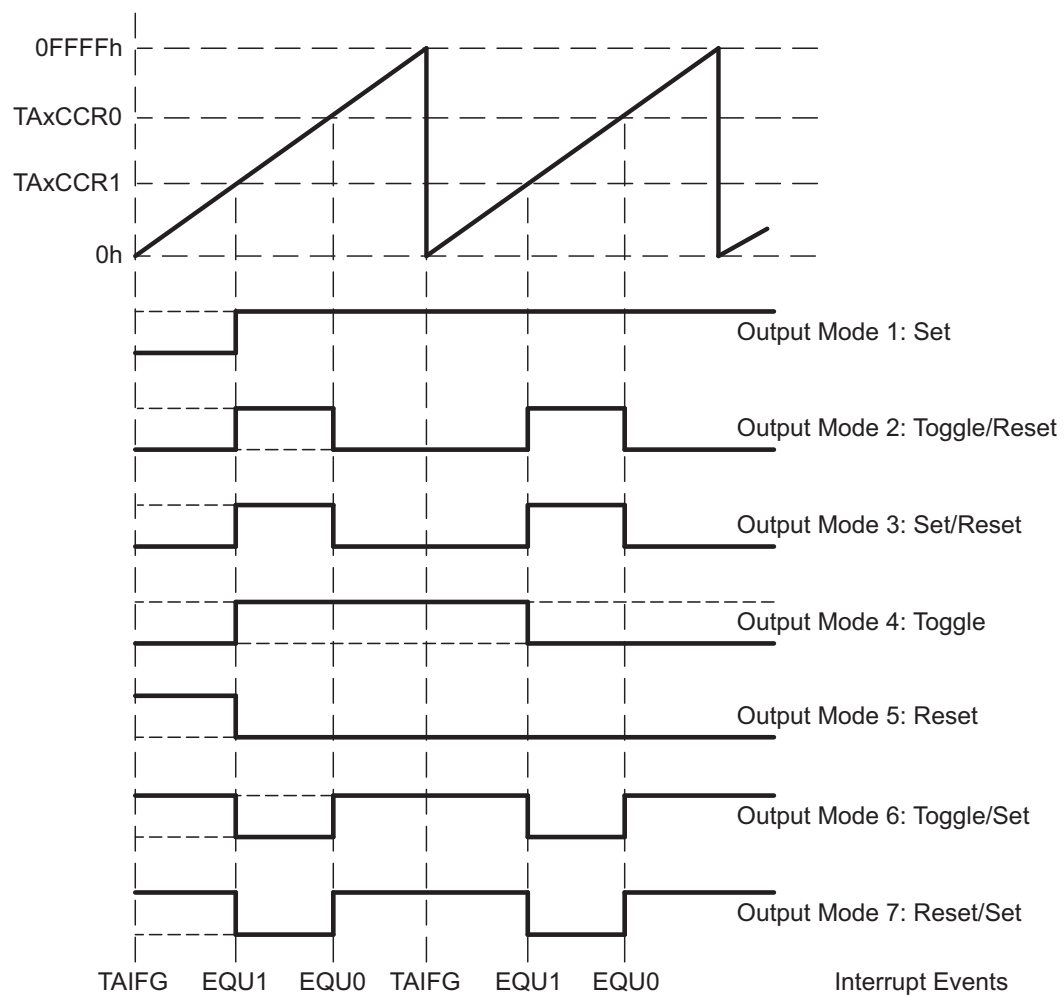 0FFFFh
TAxCCR0
TAxCCR1
0h
Output Mode 1: Set
Output Mode 2: Toggle/Reset
Output Mode 3: Set/Reset
Output Mode 4: Toggle
Output Mode 5: Reset
Output Mode 6: Toggle/Set
Output Mode 7: Reset/Set
TAIFG EQU1 EQU0 TAIFG EQU1 EQU0 Interrupt Events